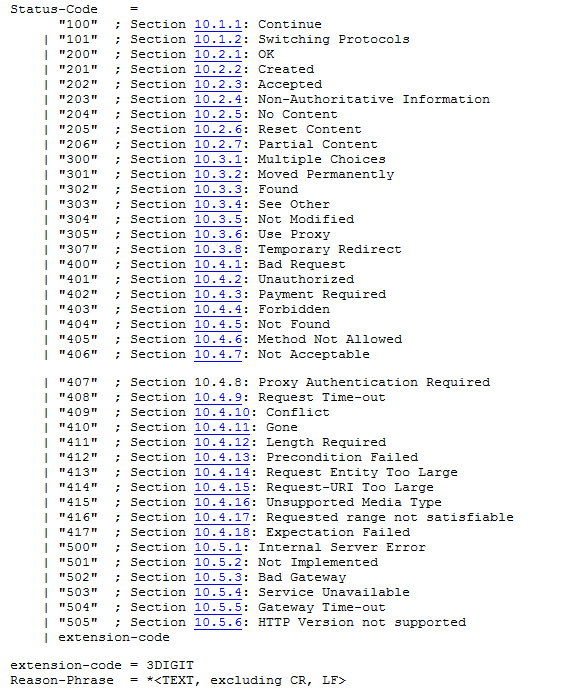 Status-Code    =
      "100"  ; Section 10.1.1: Continue
    | "101"  ; Section 10.1.2: Switching Protocols
    | "200"  ; Section 10.2.1: OK
    | "201"  ; Section 10.2.2: Created
    | "202"  ; Section 10.2.3: Accepted
    | "203"  ; Section 10.2.4: Non-Authoritative Information
    | "204"  ; Section 10.2.5: No Content
    | "205"  ; Section 10.2.6: Reset Content
    | "206"  ; Section 10.2.7: Partial Content
    | "300"  ; Section 10.3.1: Multiple Choices
    | "301"  ; Section 10.3.2: Moved Permanently
    | "302"  ; Section 10.3.3: Found
    | "303"  ; Section 10.3.4: See Other
    | "304"  ; Section 10.3.5: Not Modified
    | "305"  ; Section 10.3.6: Use Proxy
    | "307"  ; Section 10.3.8: Temporary Redirect
    | "400"  ; Section 10.4.1: Bad Request
    | "401"  ; Section 10.4.2: Unauthorized
    | "402"  ; Section 10.4.3: Payment Required
    | "403"  ; Section 10.4.4: Forbidden
    | "404"  ; Section 10.4.5: Not Found
    | "405"  ; Section 10.4.6: Method Not Allowed
    | "406"  ; Section 10.4.7: Not Acceptable
    | "407"  ; Section 10.4.8: Proxy Authentication Required
    | "408"  ; Section 10.4.9: Request Time-out
    | "409"  ; Section 10.4.10: Conflict
    | "410"  ; Section 10.4.11: Gone
    | "411"  ; Section 10.4.12: Length Required
    | "412"  ; Section 10.4.13: Precondition Failed
    | "413"  ; Section 10.4.14: Request Entity Too Large
    | "414"  ; Section 10.4.15: Request-URI Too Large
    | "415"  ; Section 10.4.16: Unsupported Media Type
    | "416"  ; Section 10.4.17: Requested range not satisfiable
    | "417"  ; Section 10.4.18: Expectation Failed
    | "500"  ; Section 10.5.1: Internal Server Error
    | "501"  ; Section 10.5.2: Not Implemented
    | "502"  ; Section 10.5.3: Bad Gateway
    | "503"  ; Section 10.5.4: Service Unavailable
    | "504"  ; Section 10.5.5: Gateway Time-out
    | "505"  ; Section 10.5.6: HTTP Version not supported
    | extension-code
extension-code = 3DIGIT
Reason-Phrase  = *<TEXT, excluding CR, LF>